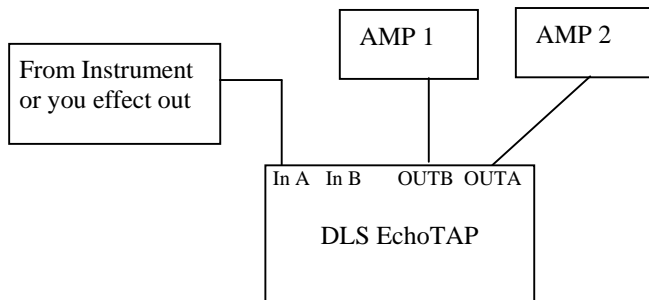 AMP 1
AMP 2
From Instrument
or you effect out
In A In B OUTB OUTA
DLS EchoTAP